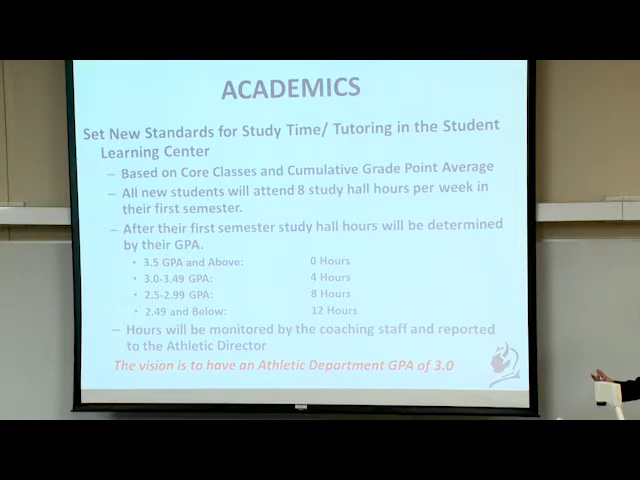 ACADEMICS
Set New Standards for Study Time/ Tutoring in the Student
Learning Center
– Based on Core Classes and Cumulative Grade Point Average
– All new students will attend 8 study hall hours per week in
their first semester.
– After their first semester study hall hours will be determined
by their GPA.
• 3.5 GPA and Above: 0 Hours
• 3.0-3.49 GPA: 4 Hours
• 2.5-2.99 GPA: 8 Hours
• 2.49 and Below: 12 Hours
– Hours will be monitored by the coaching staff and reported
to the Athletic Director
The vision is to have an Athletic Department GPA of 3.0